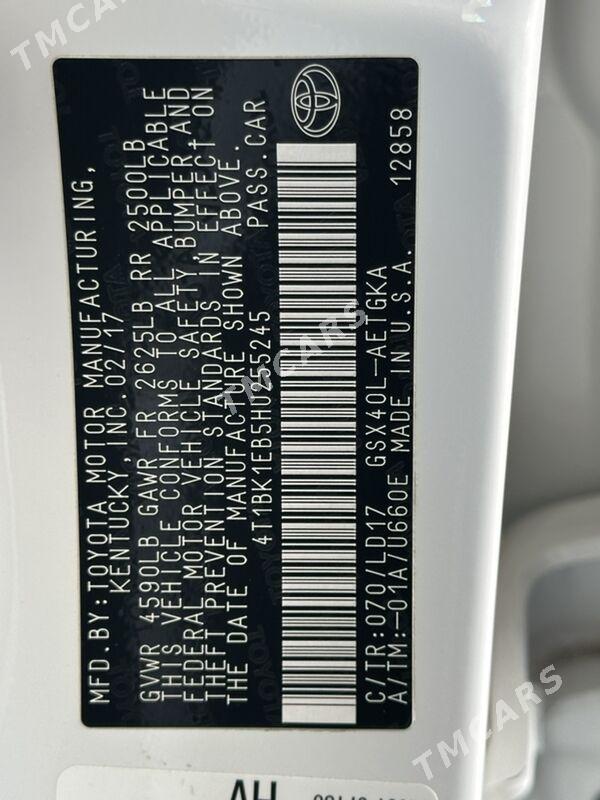 MFD.BY:TOYOTA MOTOR MANUFACTURING,
KENTUCKY, INC.02/17
GVWR 4590LB GAWR FR 2625LB RR 2500LB
THIS VEHICLE CONFORMS TO ALL APPLICABLE
FEDERAL MOTOR VEHICLE SAFETY, BUMPER,AND
THEFT PREVENTION STANDARDS IN EFFECT ON
THE DATE OF MANUFACTURE SHOWN ABOVE.
PASS.CAR
C/TR:070/LD17 GSX40L-AETGKA
A/TM:-01A/U660E MADE IN U.S.A. 12858
AH
TMCARS
TMCARS
TMCARS
TMCARS
TMCARS